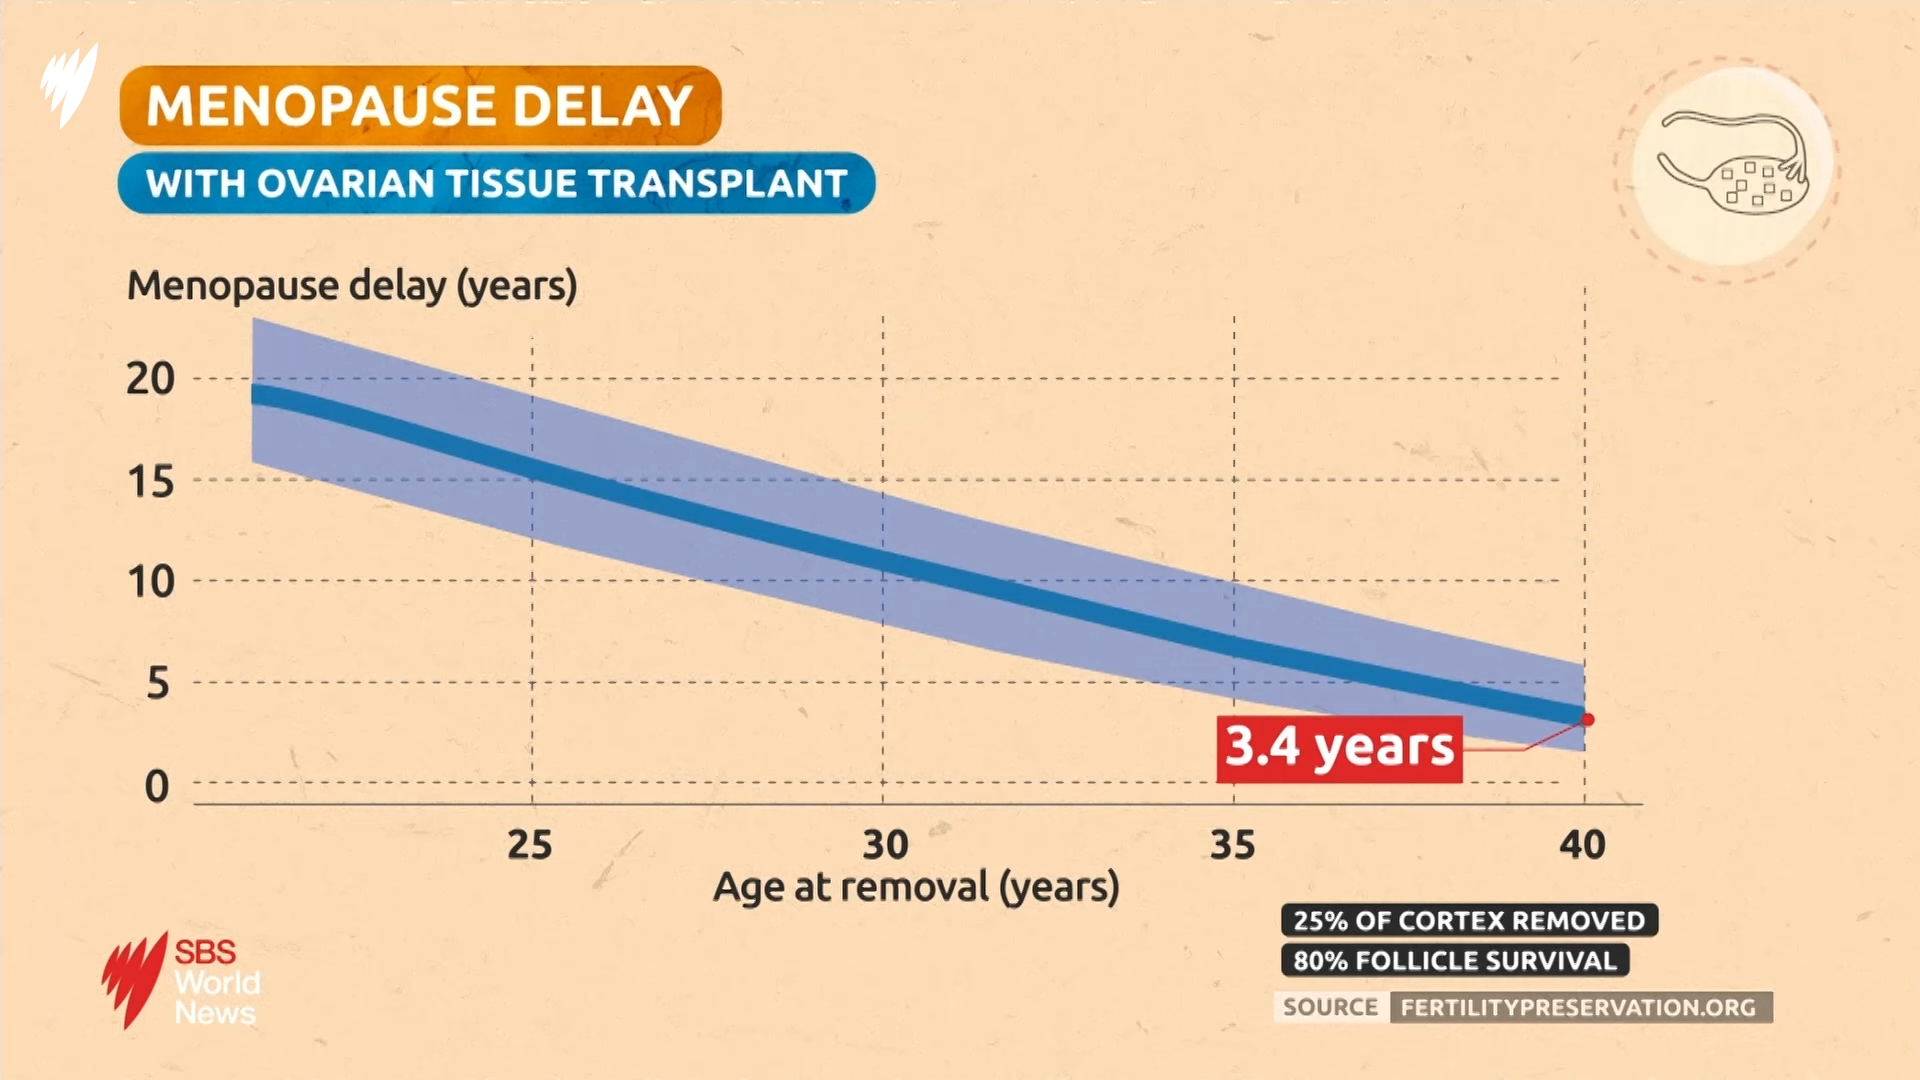 MENOPAUSE DELAY
WITH OVARIAN TISSUE TRANSPLANT
Menopause delay (years)
20
15
10
5
0
3.4 years
25 30 35 40
Age at removal (years)
25% OF CORTEX REMOVED
80% FOLLICLE SURVIVAL
SOURCE FERTILITYPRESERVATION.ORG
SBS
World
News